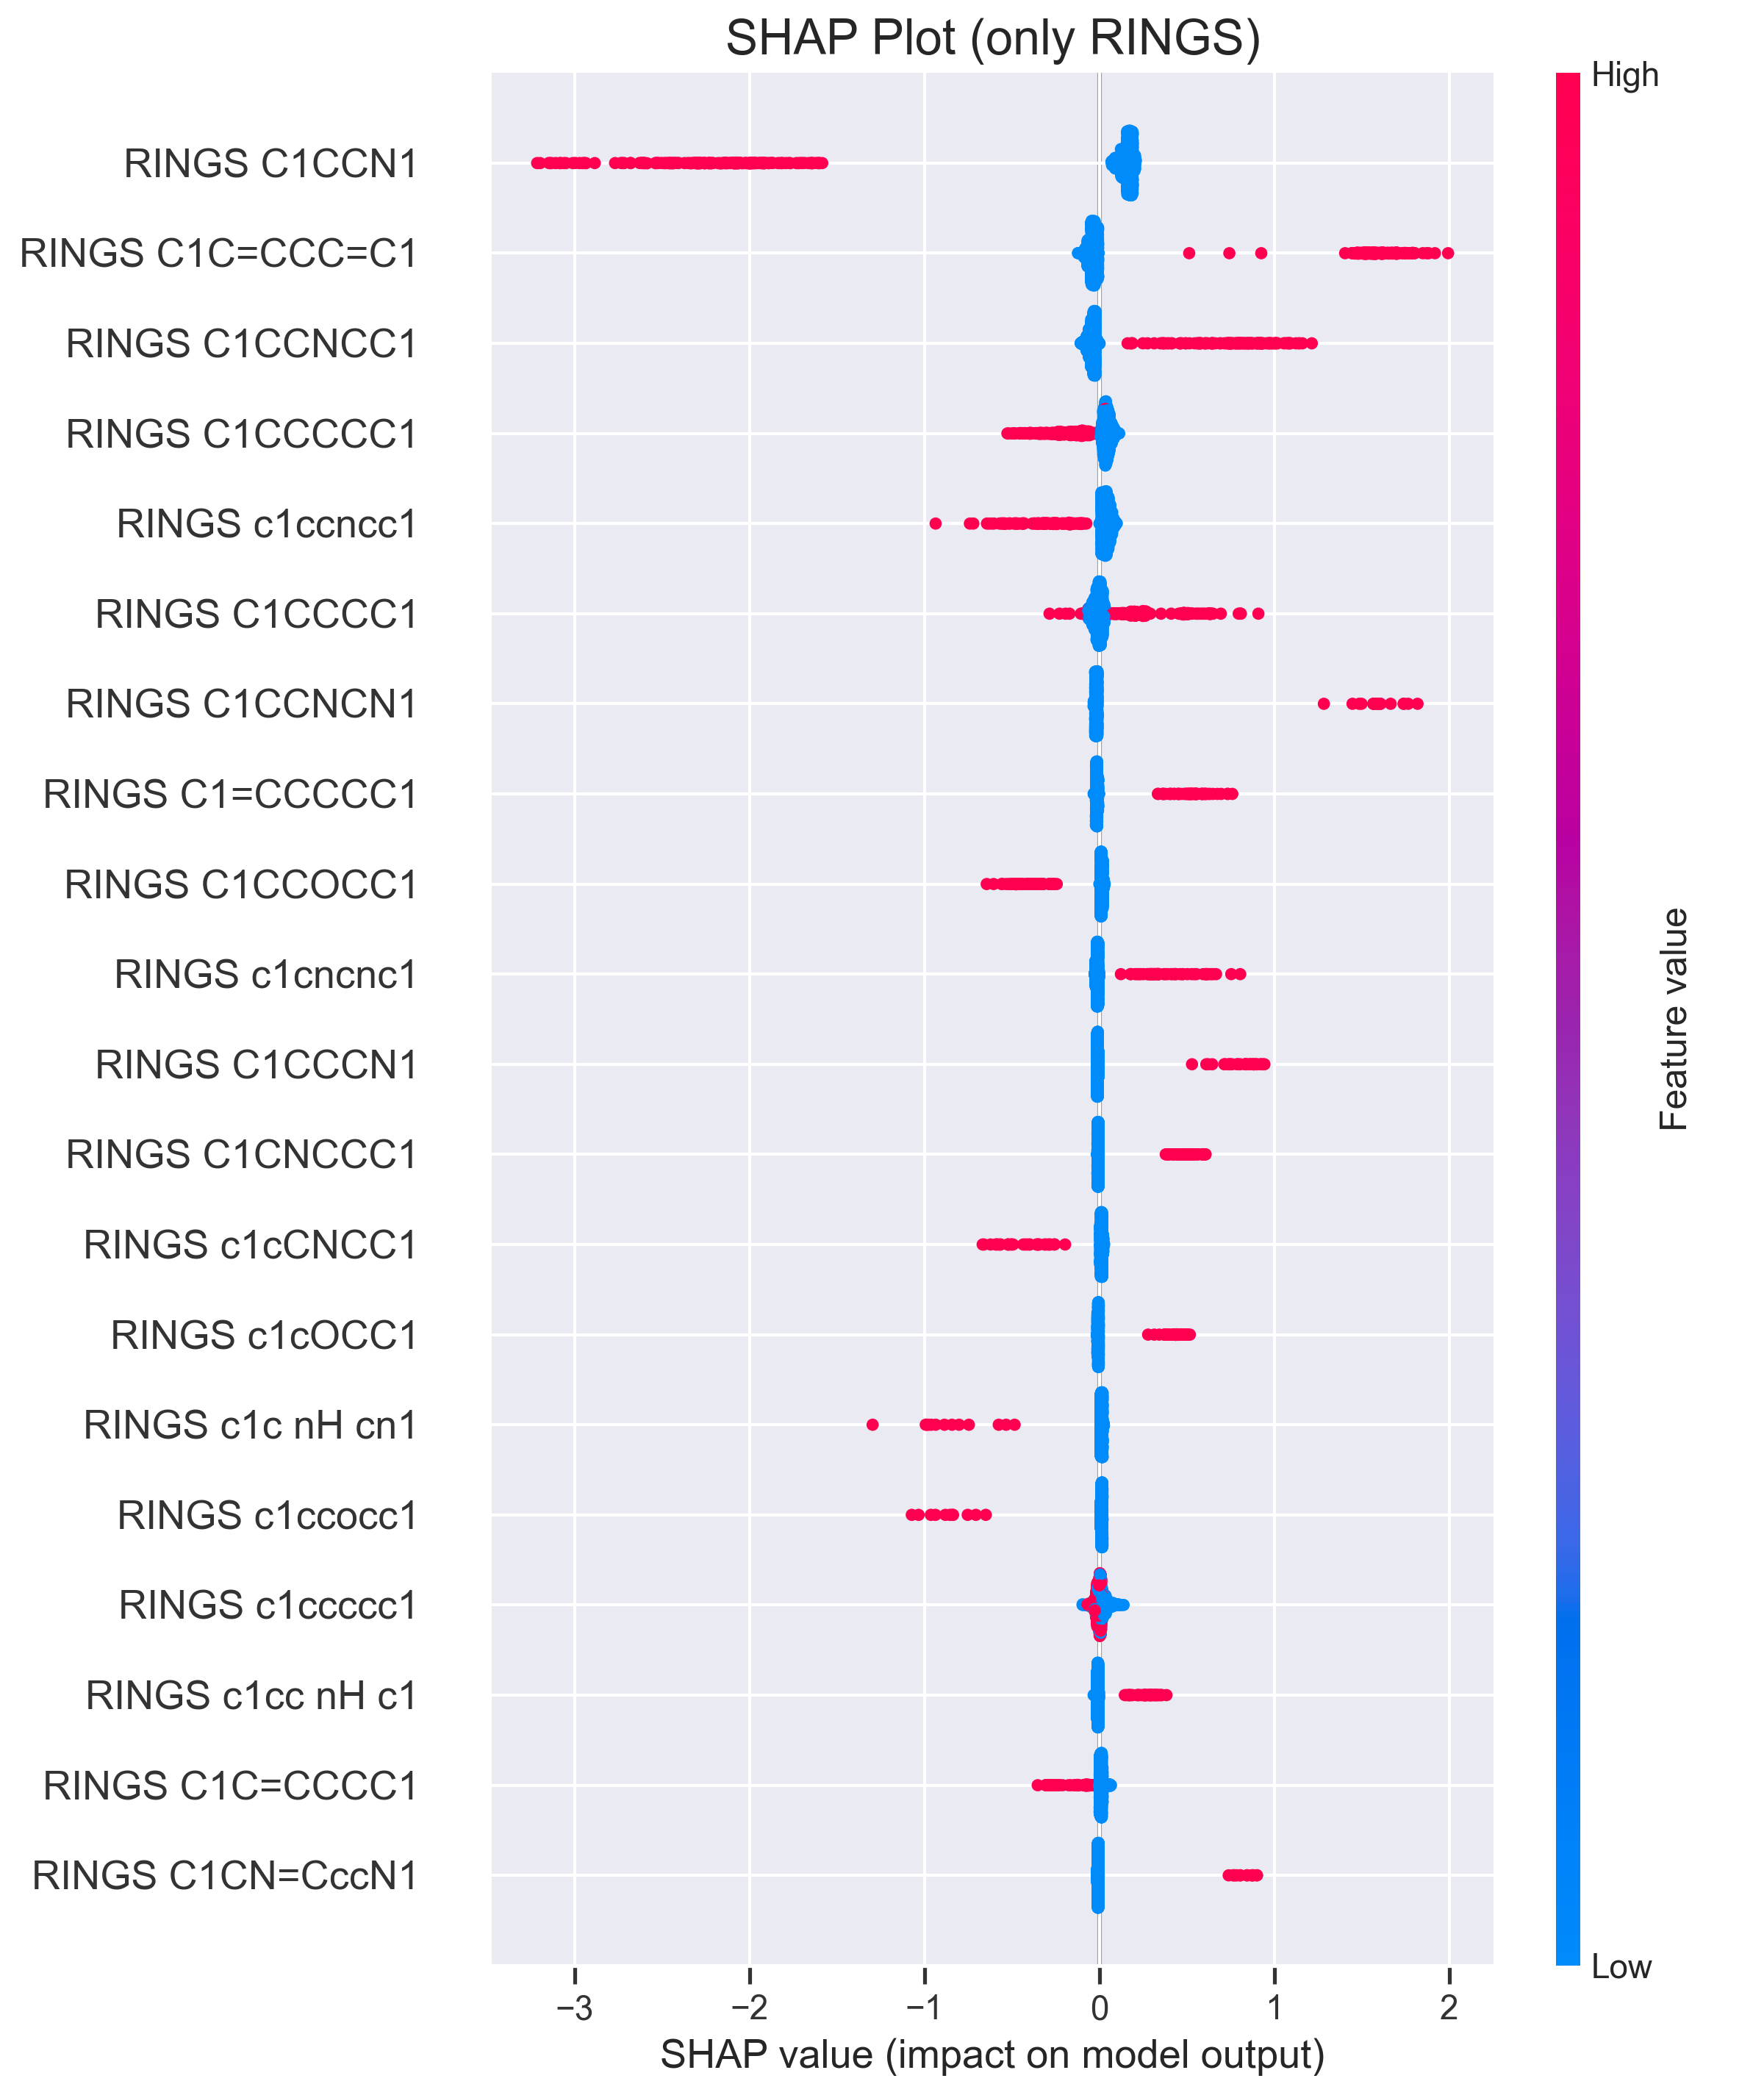 SHAP Plot (only RINGS)
High
RINGS C1CCN1
RINGS C1C=CCC=C1
RINGS C1CCNCC1
RINGS C1CCCCC1
RINGS c1ccncc1
RINGS C1CCCC1
RINGS C1CCNCN1
RINGS C1=CCCCC1
RINGS C1CCOCC1
RINGS c1cncnc1
RINGS C1CCCN1
RINGS C1CNCCC1
RINGS c1cCNCC1
RINGS c1cOCC1
RINGS c1c nH cn1
RINGS c1ccocc1
RINGS c1ccccc1
RINGS c1cc nH c1
RINGS C1C=CCCC1
RINGS C1CN=CccN1
Feature value
Low
−3 −2 −1 0 1 2
SHAP value (impact on model output)